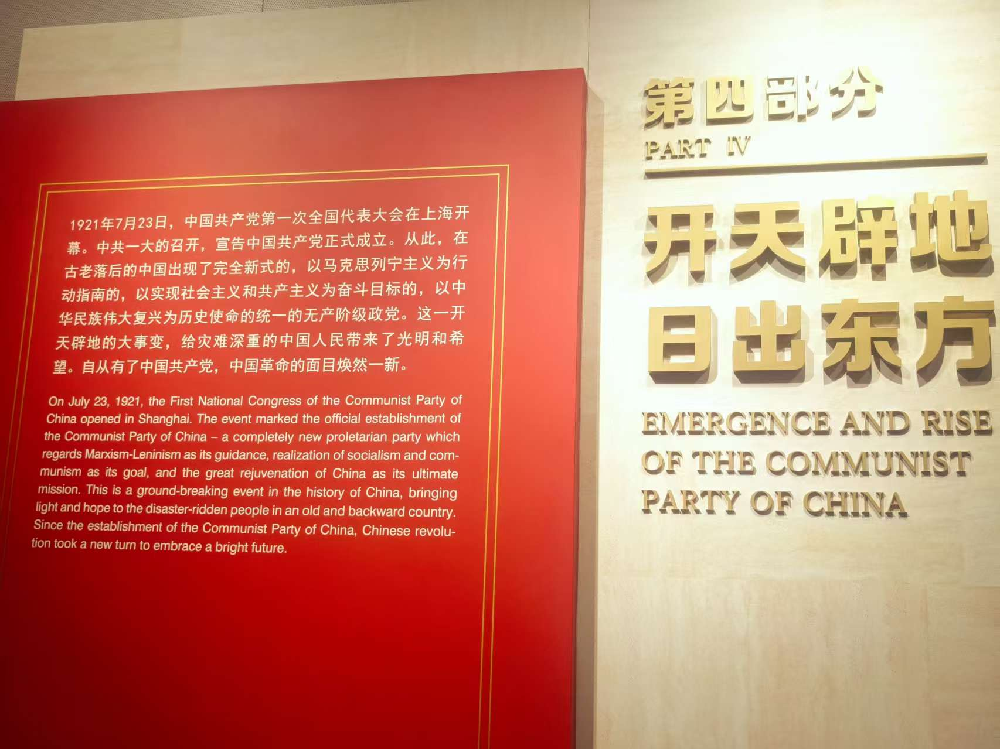 1921年7月23日，中国共产党第一次全国代表大会在上海开
幕。中共一大的召开，宣告中国共产党正式成立。从此，在
古老落后的中国出现了完全新式的，以马克思列宁主义为行
动指南的，以实现社会主义和共产主义为奋斗目标的，以中
华民族伟大复兴为历史使命的统一的无产阶级政党。这一开
天辟地的大事变，给灾难深重的中国人民带来了光明和希
望。自从有了中国共产党，中国革命的面目焕然一新。
On July 23, 1921, the First National Congress of the Communist Party of
China opened in Shanghai. The event marked the official establishment of
the Communist Party of China – a completely new proletarian party which
regards Marxism-Leninism as its guidance, realization of socialism and com-
munism as its goal, and the great rejuvenation of China as its ultimate
mission. This is a ground-breaking event in the history of China, bringing
light and hope to the disaster-ridden people in an old and backward country.
Since the establishment of the Communist Party of China, Chinese revolu-
tion took a new turn to embrace a bright future.
第四部分
PART IV
开天辟地
日出东方
EMERGENCE AND RISE
OF THE COMMUNIST
PARTY OF CHINA